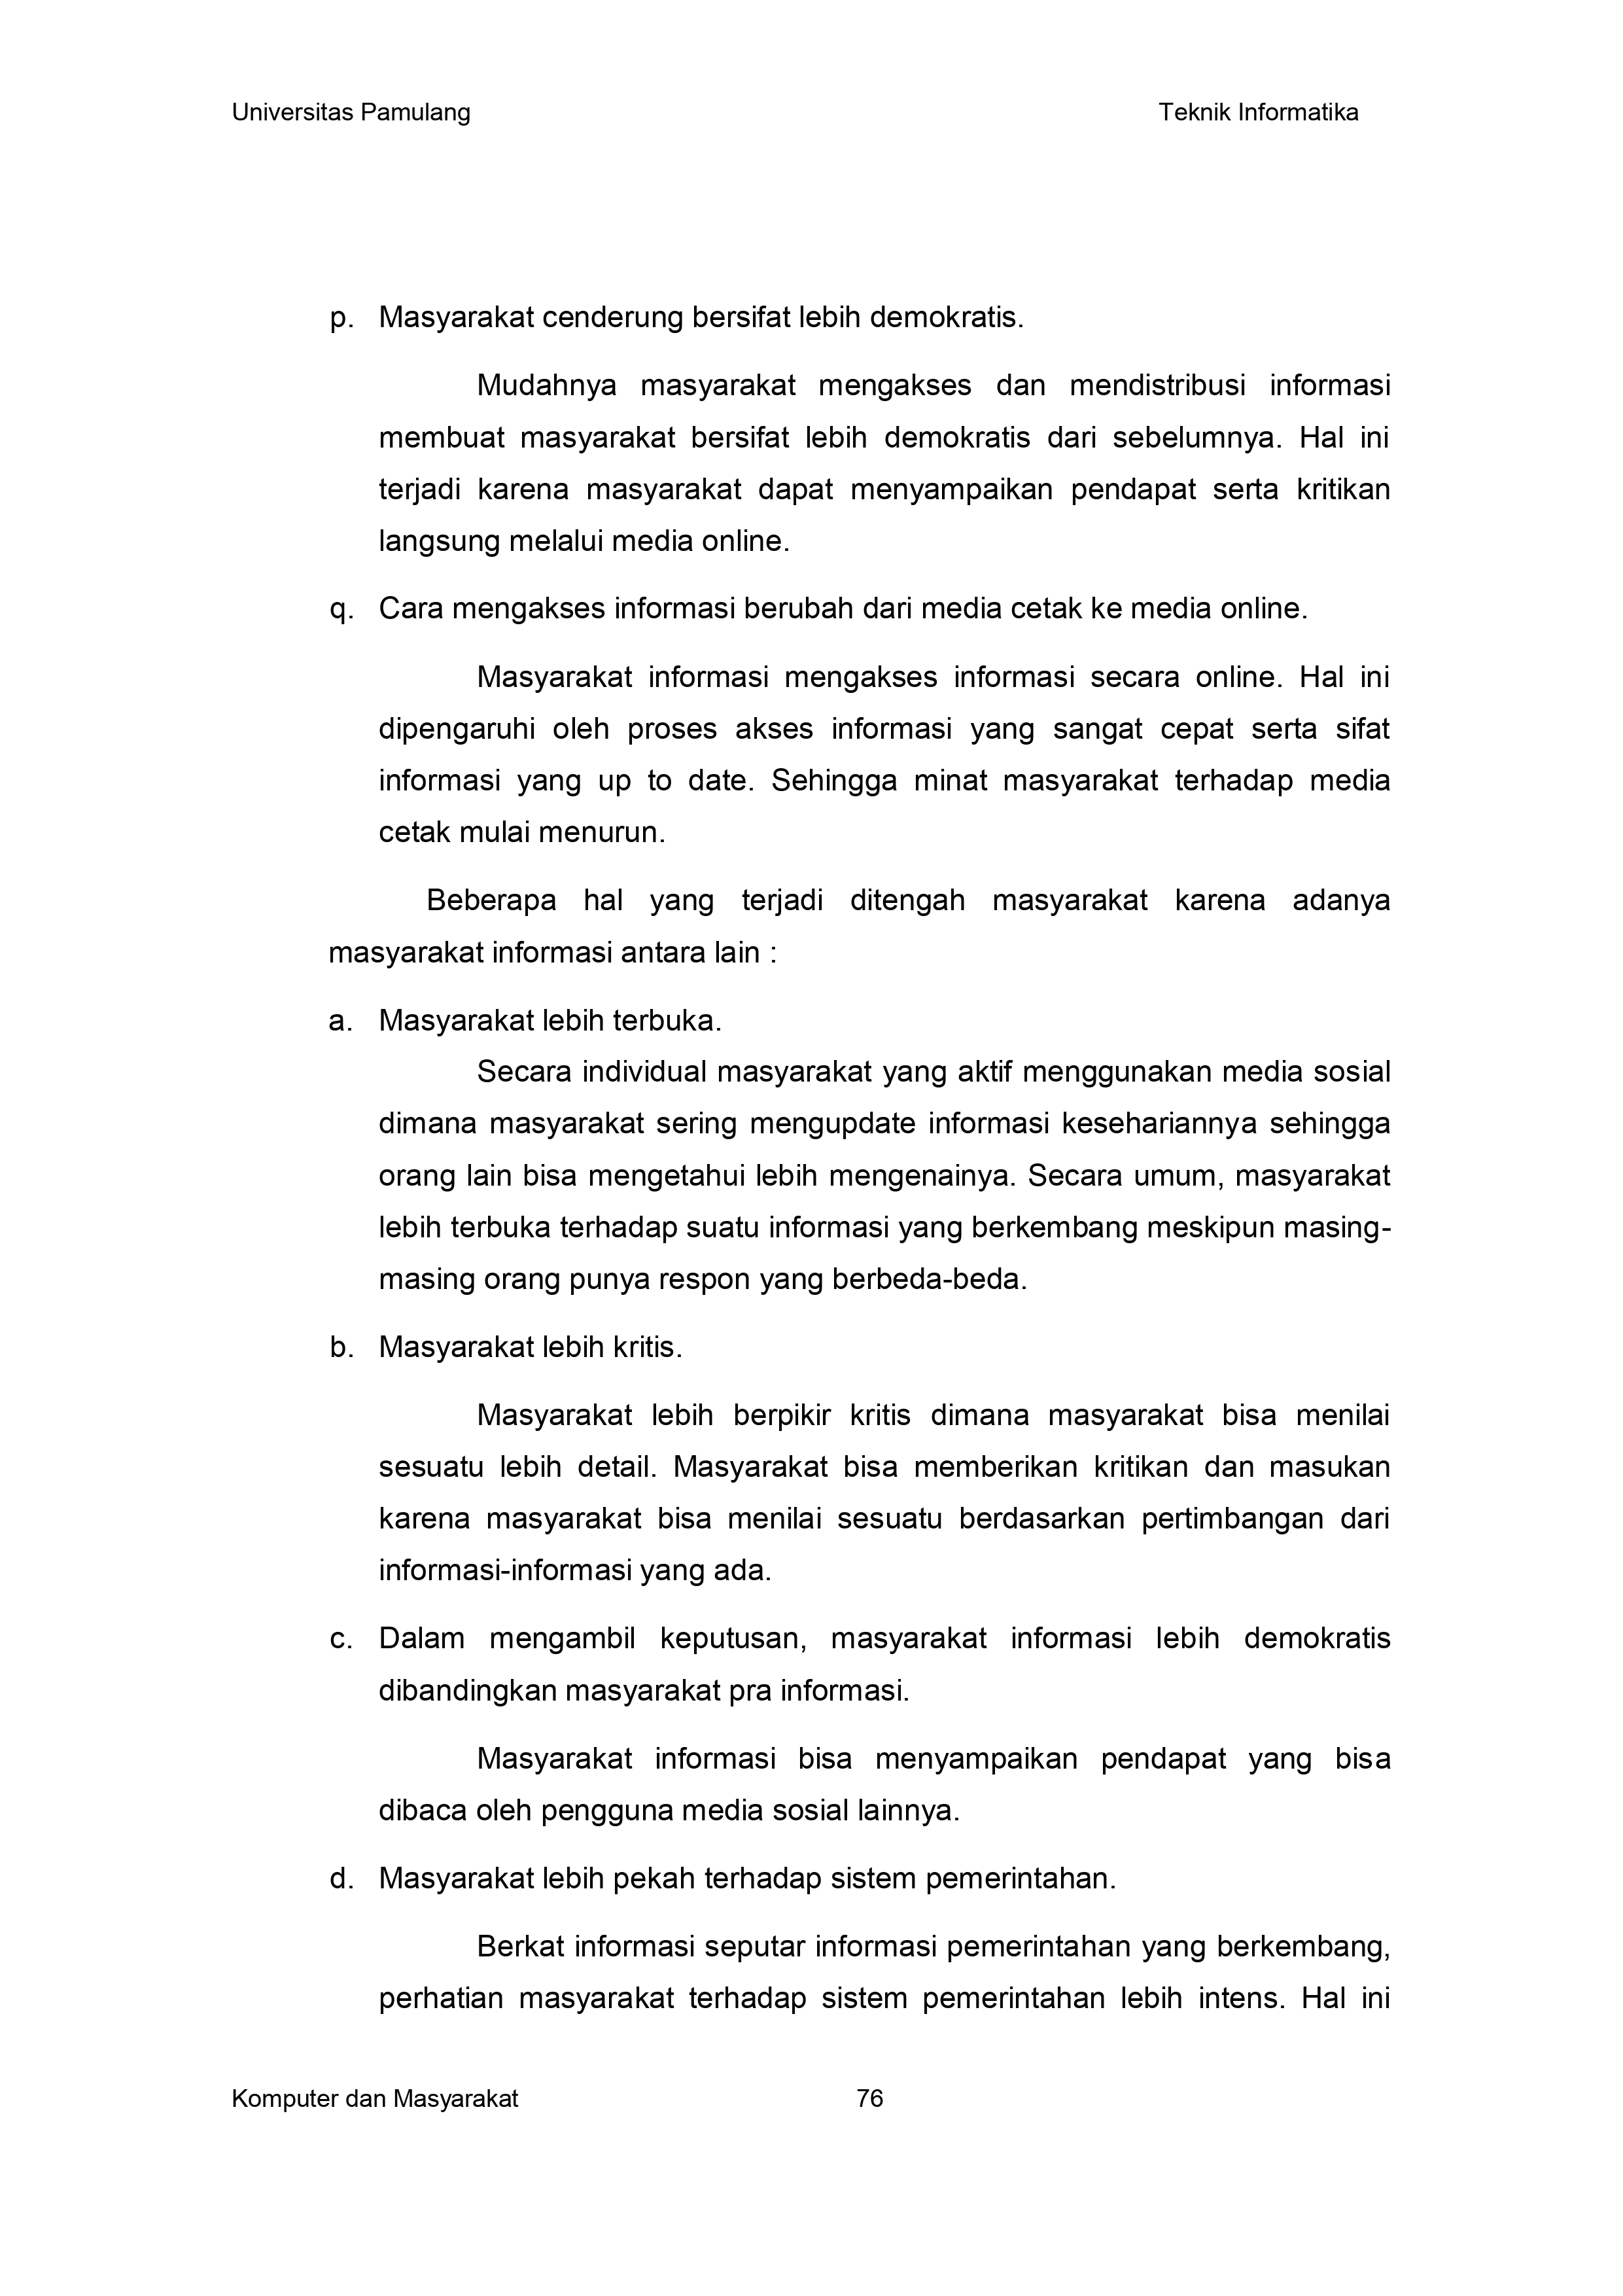 Universitas Pamulang Teknik Informatika
p. Masyarakat cenderung bersifat lebih demokratis.
Mudahnya masyarakat mengakses dan mendistribusi informasi
membuat masyarakat bersifat lebih demokratis dari sebelumnya. Hal ini
terjadi karena masyarakat dapat menyampaikan pendapat serta kritikan
langsung melalui media online.
q. Cara mengakses informasi berubah dari media cetak ke media online.
Masyarakat informasi mengakses informasi secara online. Hal ini
dipengaruhi oleh proses akses informasi yang sangat cepat serta sifat
informasi yang up to date. Sehingga minat masyarakat terhadap media
cetak mulai menurun.
Beberapa hal yang terjadi ditengah masyarakat karena adanya
masyarakat informasi antara lain :
a. Masyarakat lebih terbuka.
Secara individual masyarakat yang aktif menggunakan media sosial
dimana masyarakat sering mengupdate informasi kesehariannya sehingga
orang lain bisa mengetahui lebih mengenainya. Secara umum, masyarakat
lebih terbuka terhadap suatu informasi yang berkembang meskipun masing-
masing orang punya respon yang berbeda-beda.
b. Masyarakat lebih kritis.
Masyarakat lebih berpikir kritis dimana masyarakat bisa menilai
sesuatu lebih detail. Masyarakat bisa memberikan kritikan dan masukan
karena masyarakat bisa menilai sesuatu berdasarkan pertimbangan dari
informasi-informasi yang ada.
c. Dalam mengambil keputusan, masyarakat informasi lebih demokratis
dibandingkan masyarakat pra informasi.
Masyarakat informasi bisa menyampaikan pendapat yang bisa
dibaca oleh pengguna media sosial lainnya.
d. Masyarakat lebih pekah terhadap sistem pemerintahan.
Berkat informasi seputar informasi pemerintahan yang berkembang,
perhatian masyarakat terhadap sistem pemerintahan lebih intens. Hal ini
Komputer dan Masyarakat 76